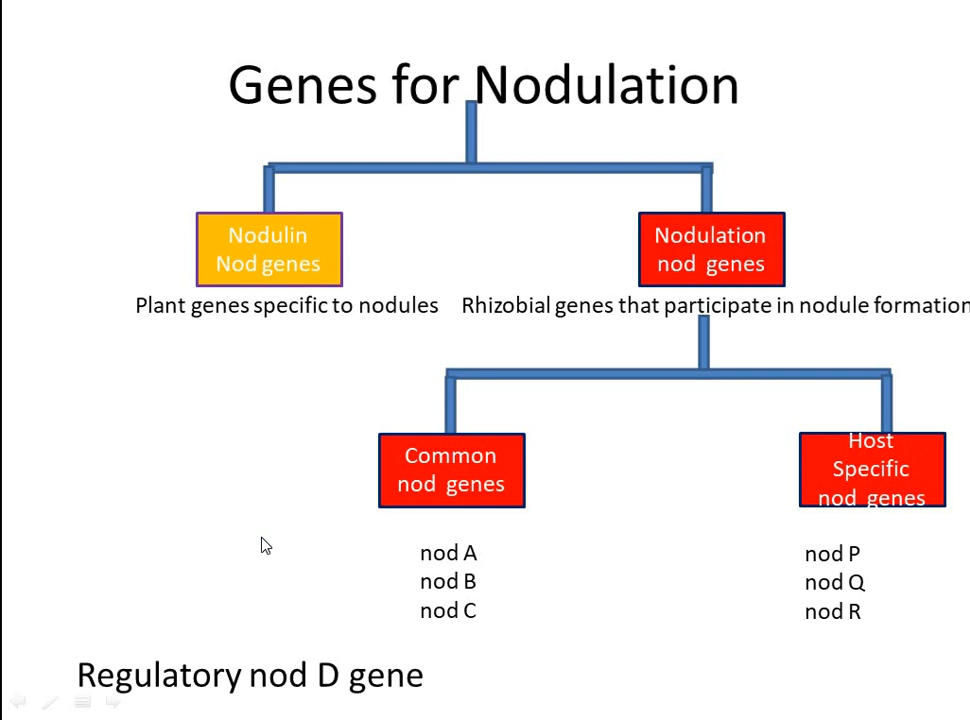 Genes for Nodulation
Nodulin
Nod genes
Nodulation
nod genes
Plant genes specific to nodules
Rhizobial genes that participate in nodule formation
Common
nod genes
Host
Specific
nod genes
nod A
nod B
nod C
nod P
nod Q
nod R
Regulatory nod D gene